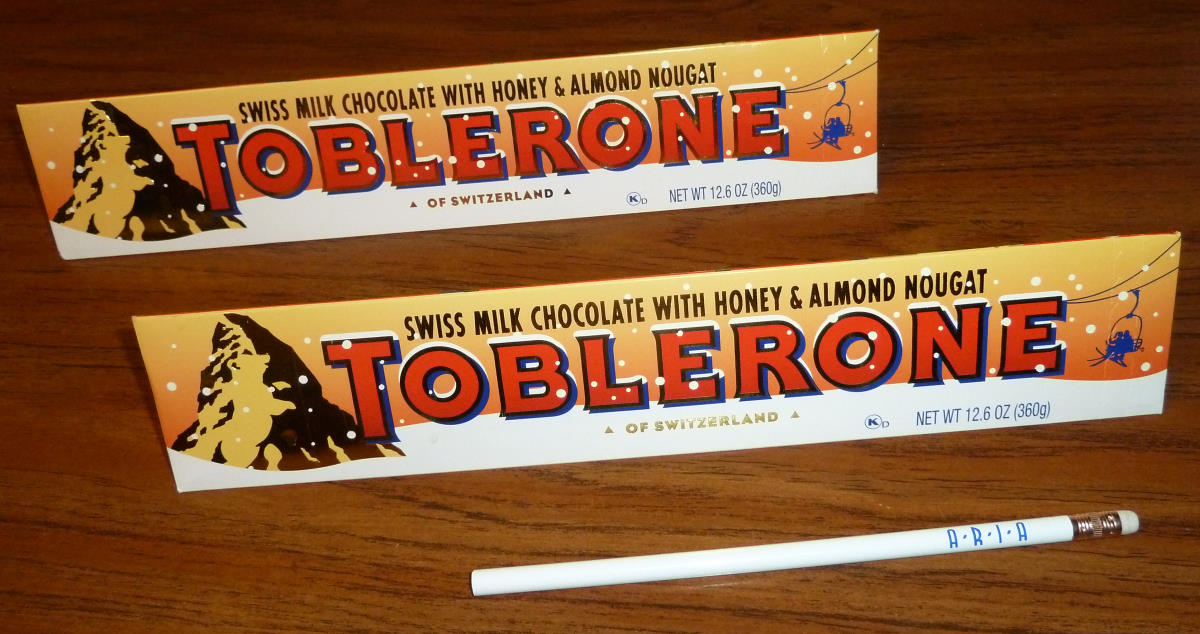 SWISS MILK CHOCOLATE WITH HONEY & ALMOND NOUGAT
TOBLERONE
OF SWITZERLAND
K D NET WT 12.6 OZ (360g)
SWISS MILK CHOCOLATE WITH HONEY & ALMOND NOUGAT
TOBLERONE
OF SWITZERLAND
K D NET WT 12.6 OZ (360g)
A·R·I·A